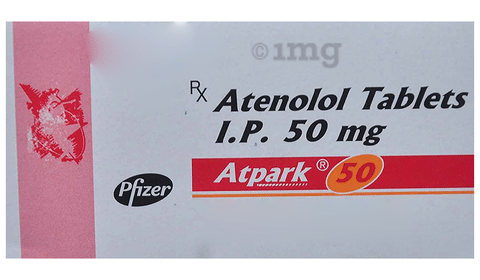 ©1mg
Rx Atenolol Tablets
I.P. 50 mg
Atpark® 50
Pfizer